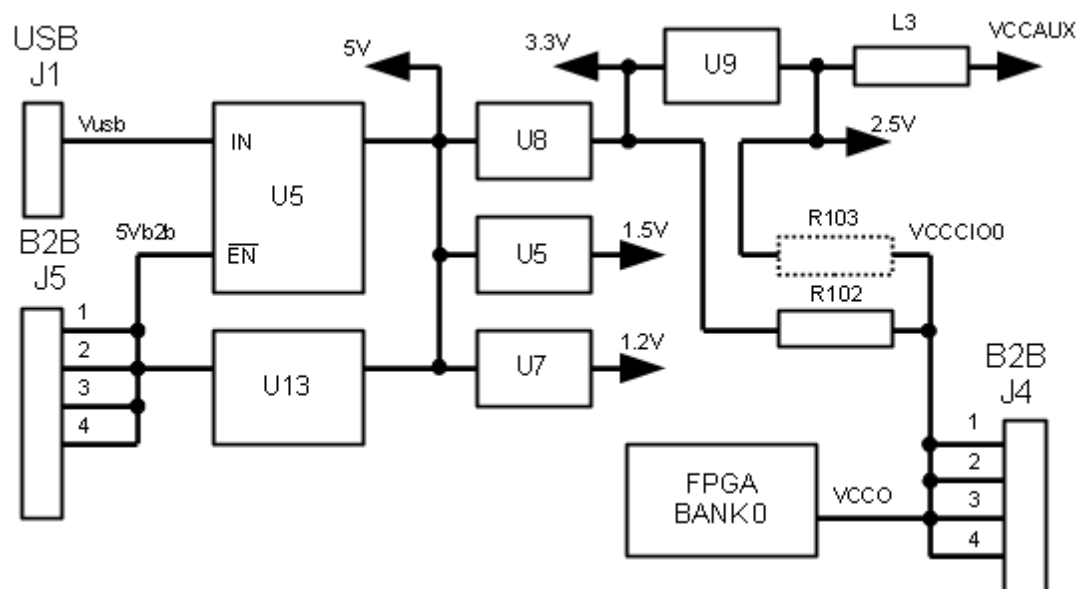 USB
J1
Vusb
IN
U5
5Vb2b
EN
B2B
J5
1
2
3
4
U13
5V
U8
U5
1.5V
U7
1.2V
3.3V
U9
L3
VCCAUX
2.5V
R103
VCCCIO0
R102
B2B
J4
1
2
3
4
FPGA
BANK0
VCCO